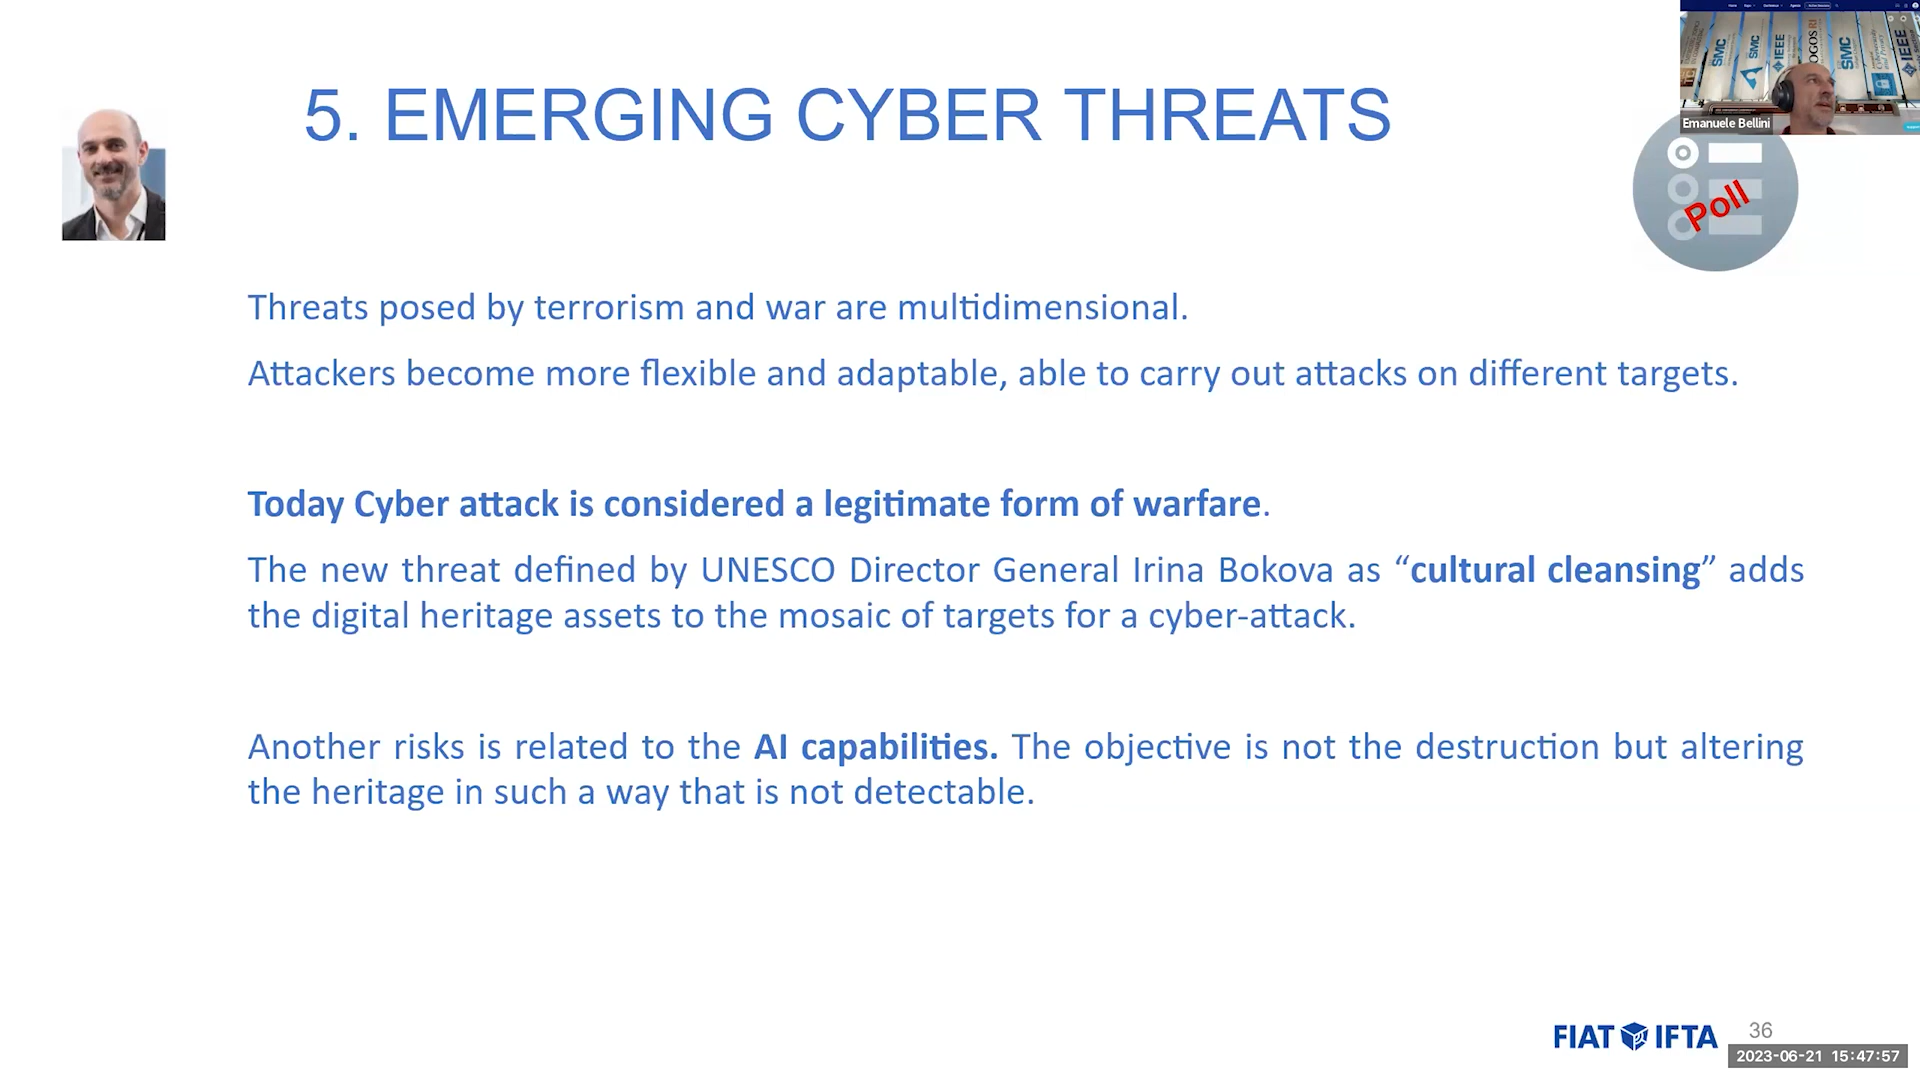 5. EMERGING CYBER THREATS
SMC
SMC
IEEE
SMC
IEEE
Emanuele Bellini
Poll
Threats posed by terrorism and war are multidimensional.
Attackers become more flexible and adaptable, able to carry out attacks on different targets.
Today Cyber attack is considered a legitimate form of warfare.
The new threat defined by UNESCO Director General Irina Bokova as “cultural cleansing” adds
the digital heritage assets to the mosaic of targets for a cyber-attack.
Another risks is related to the AI capabilities. The objective is not the destruction but altering
the heritage in such a way that is not detectable.
FIAT IFTA
36
2023-06-21 15:47:57